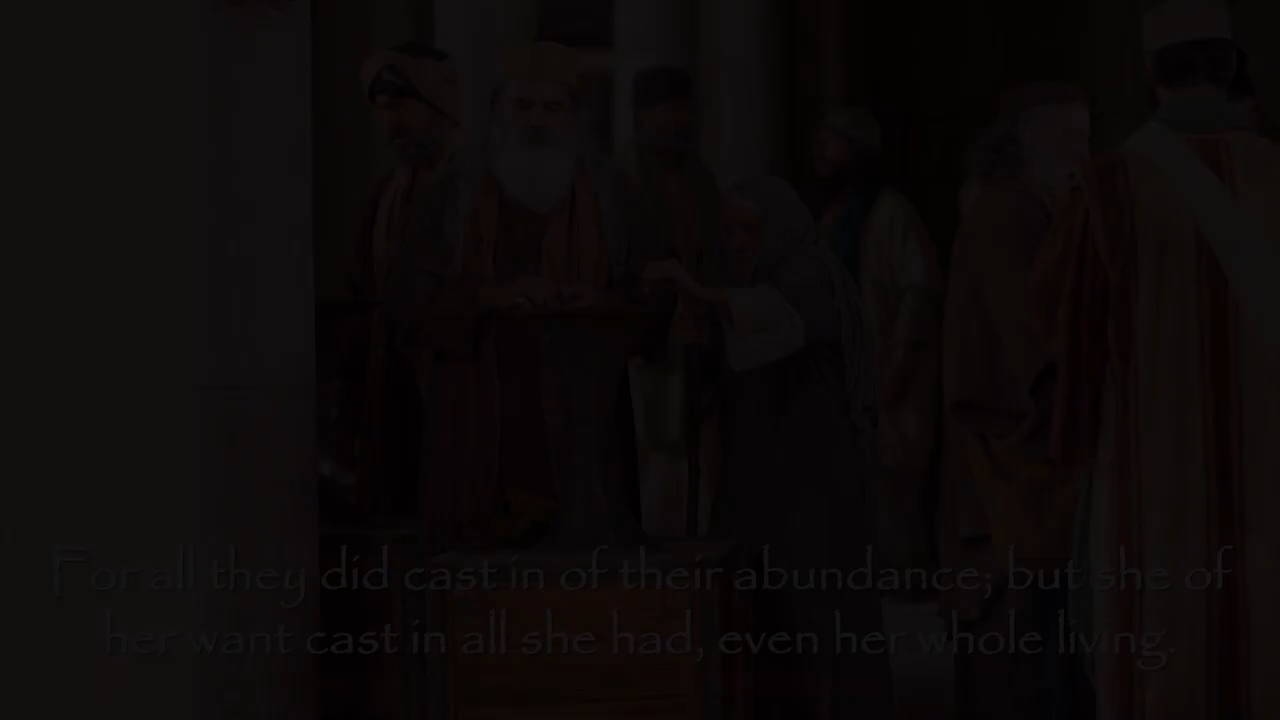 For all they did cast in of their abundance; but she of
her want cast in all she had, even her whole living.